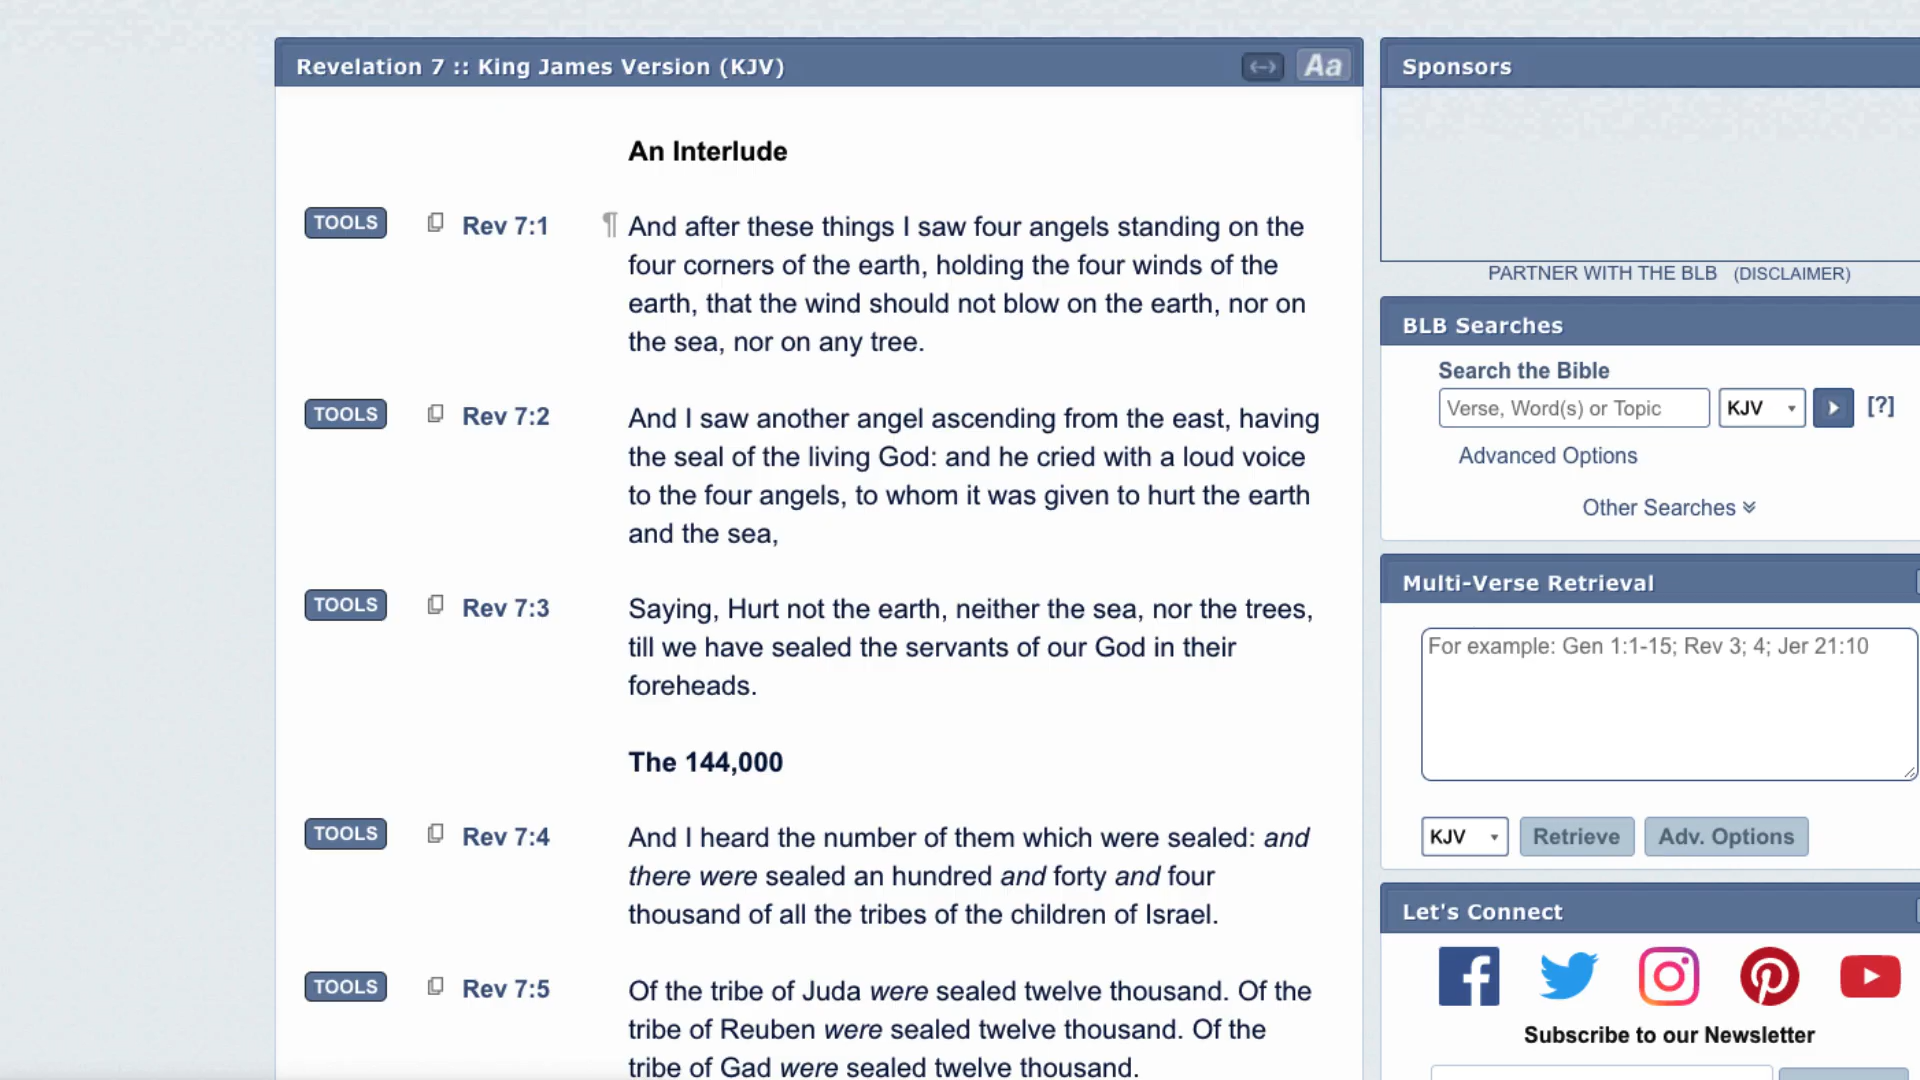 Revelation 7 :: King James Version (KJV)
Aa
An Interlude
TOOLS Rev 7:1 ¶ And after these things I saw four angels standing on the
four corners of the earth, holding the four winds of the
earth, that the wind should not blow on the earth, nor on
the sea, nor on any tree.
TOOLS Rev 7:2 And I saw another angel ascending from the east, having
the seal of the living God: and he cried with a loud voice
to the four angels, to whom it was given to hurt the earth
and the sea,
TOOLS Rev 7:3 Saying, Hurt not the earth, neither the sea, nor the trees,
till we have sealed the servants of our God in their
foreheads.
The 144,000
TOOLS Rev 7:4 And I heard the number of them which were sealed: and
there were sealed an hundred and forty and four
thousand of all the tribes of the children of Israel.
TOOLS Rev 7:5 Of the tribe of Juda were sealed twelve thousand. Of the
tribe of Reuben were sealed twelve thousand. Of the
tribe of Gad were sealed twelve thousand.
Sponsors
PARTNER WITH THE BLB (DISCLAIMER)
BLB Searches
Search the Bible
Verse, Word(s) or Topic KJV [?]
Advanced Options
Other Searches
Multi-Verse Retrieval
For example: Gen 1:1-15; Rev 3; 4; Jer 21:10
KJV Retrieve Adv. Options
Let's Connect
Subscribe to our Newsletter